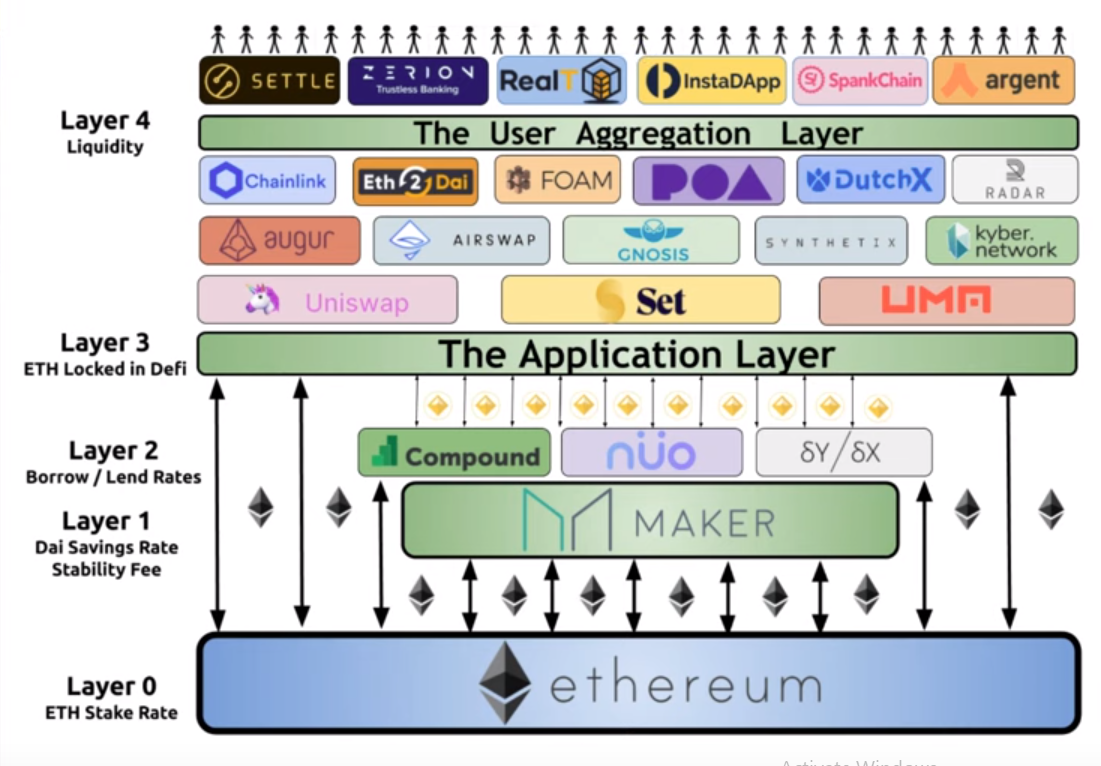 SETTLE
ZERION
Trustless Banking
RealT
InstaDApp
SpankChain
argent
Layer 4
Liquidity
The User Aggregation Layer
Chainlink
Eth2Dai
FOAM
POA
DutchX
RADAR
augur
AIRSWAP
GNOSIS
SYNTHETIX
kyber.
network
Uniswap
Set
UMA
Layer 3
ETH Locked in Defi
The Application Layer
Layer 2
Borrow / Lend Rates
Compound
nüo
δY/δX
Layer 1
Dai Savings Rate
Stability Fee
MAKER
Layer 0
ETH Stake Rate
ethereum
Activate Windows